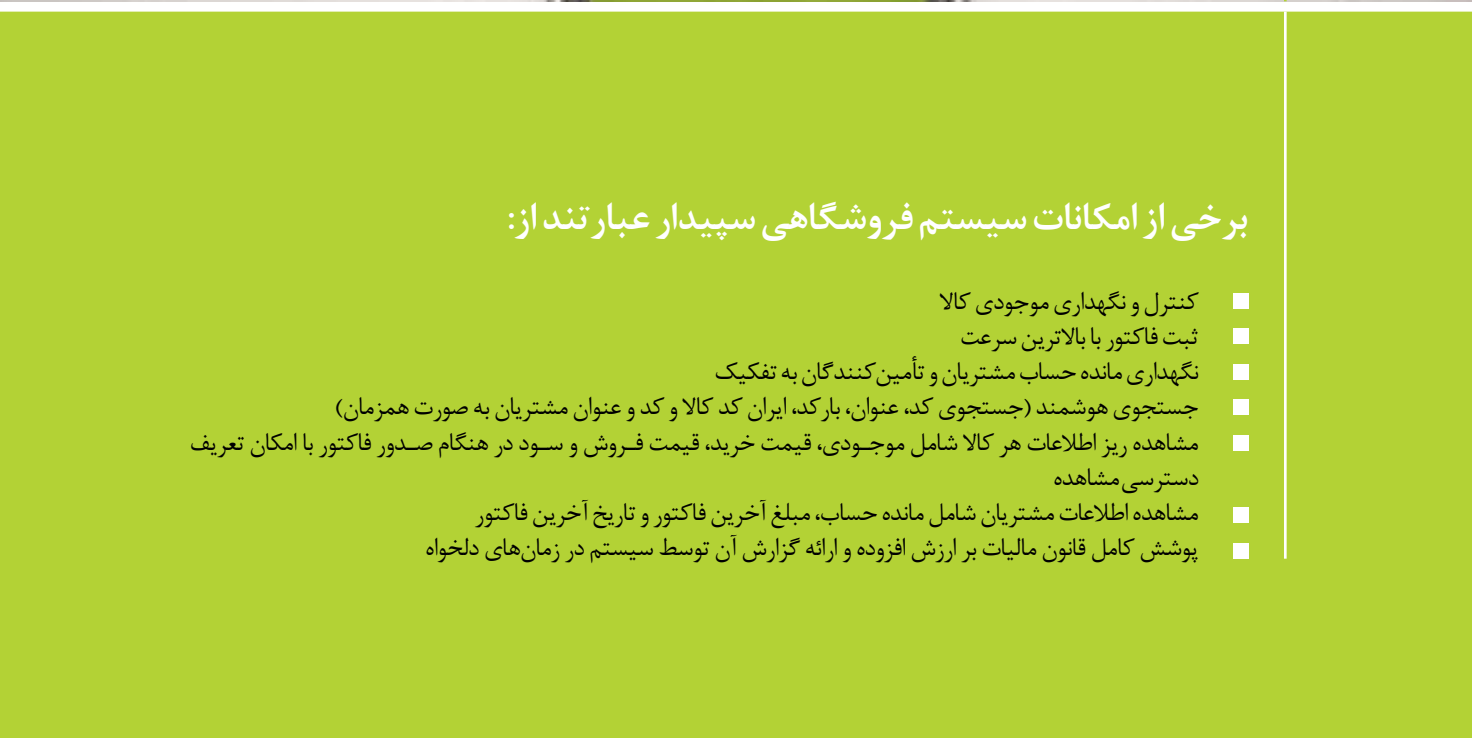 برخی از امکانات سیستم فروشگاهی سپیدار عبارتند از:
کنترل و نگهداری موجودی کالا
ثبت فاکتور با بالاترین سرعت
نگهداری مانده حساب مشتریان و تأمین‌کنندگان به تفکیک
جستجوی هوشمند (جستجوی کد، عنوان، بارکد، ایران کد کالا و کد و عنوان مشتریان به صورت همزمان)
مشاهده ریز اطلاعات هر کالا شامل موجـودی، قیمت خرید، قیمت فـروش و سـود در هنگام صـدور فاکتور با امکان تعریف
دسترسی‌مشاهده
مشاهده اطلاعات مشتریان شامل مانده حساب، مبلغ آخرین فاکتور و تاریخ آخرین فاکتور
پوشش کامل قانون مالیات بر ارزش افزوده و ارائه گزارش آن توسط سیستم در زمان‌های دلخواه